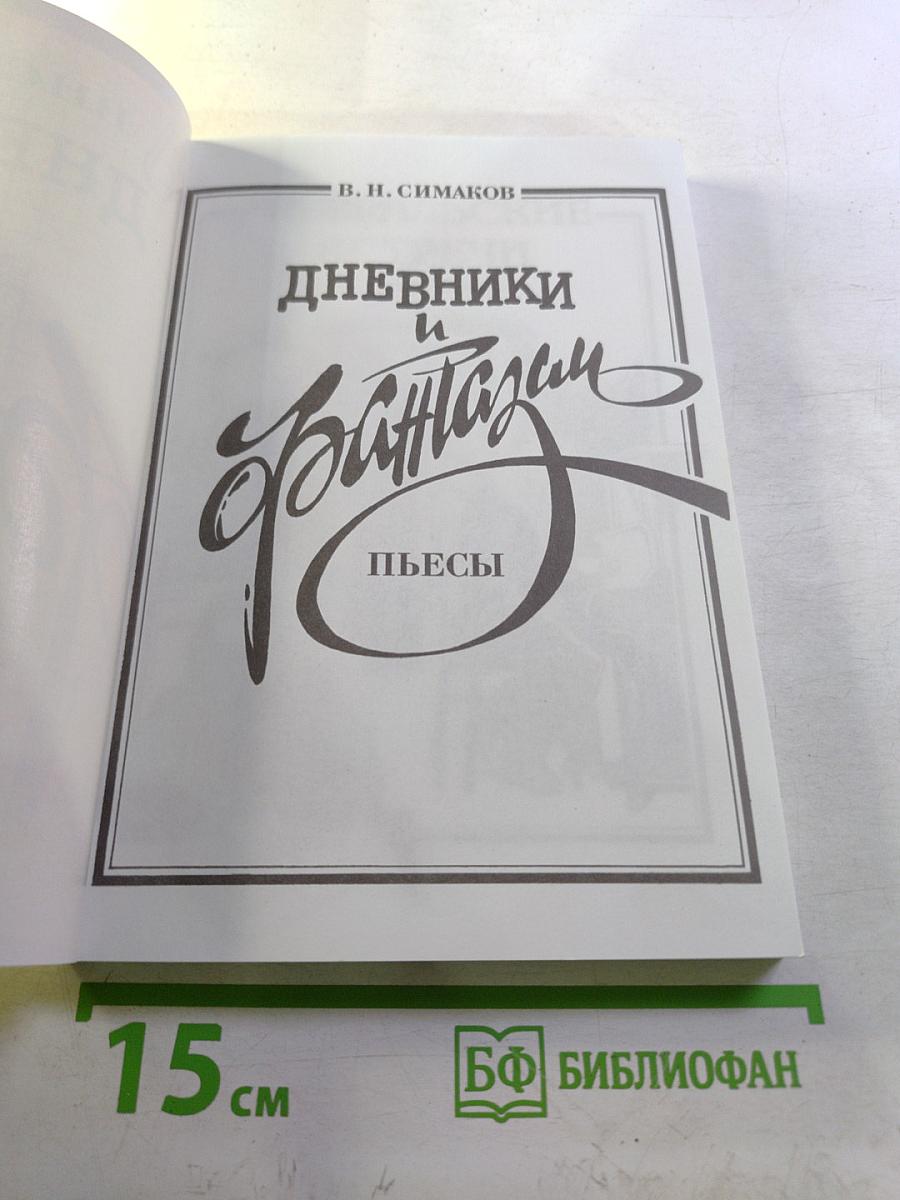 В. Н. СИМАКОВ
ДНЕВНИКИ
и
Фантазии
ПЬЕСЫ
15 см
БФ БИБЛИОФАН